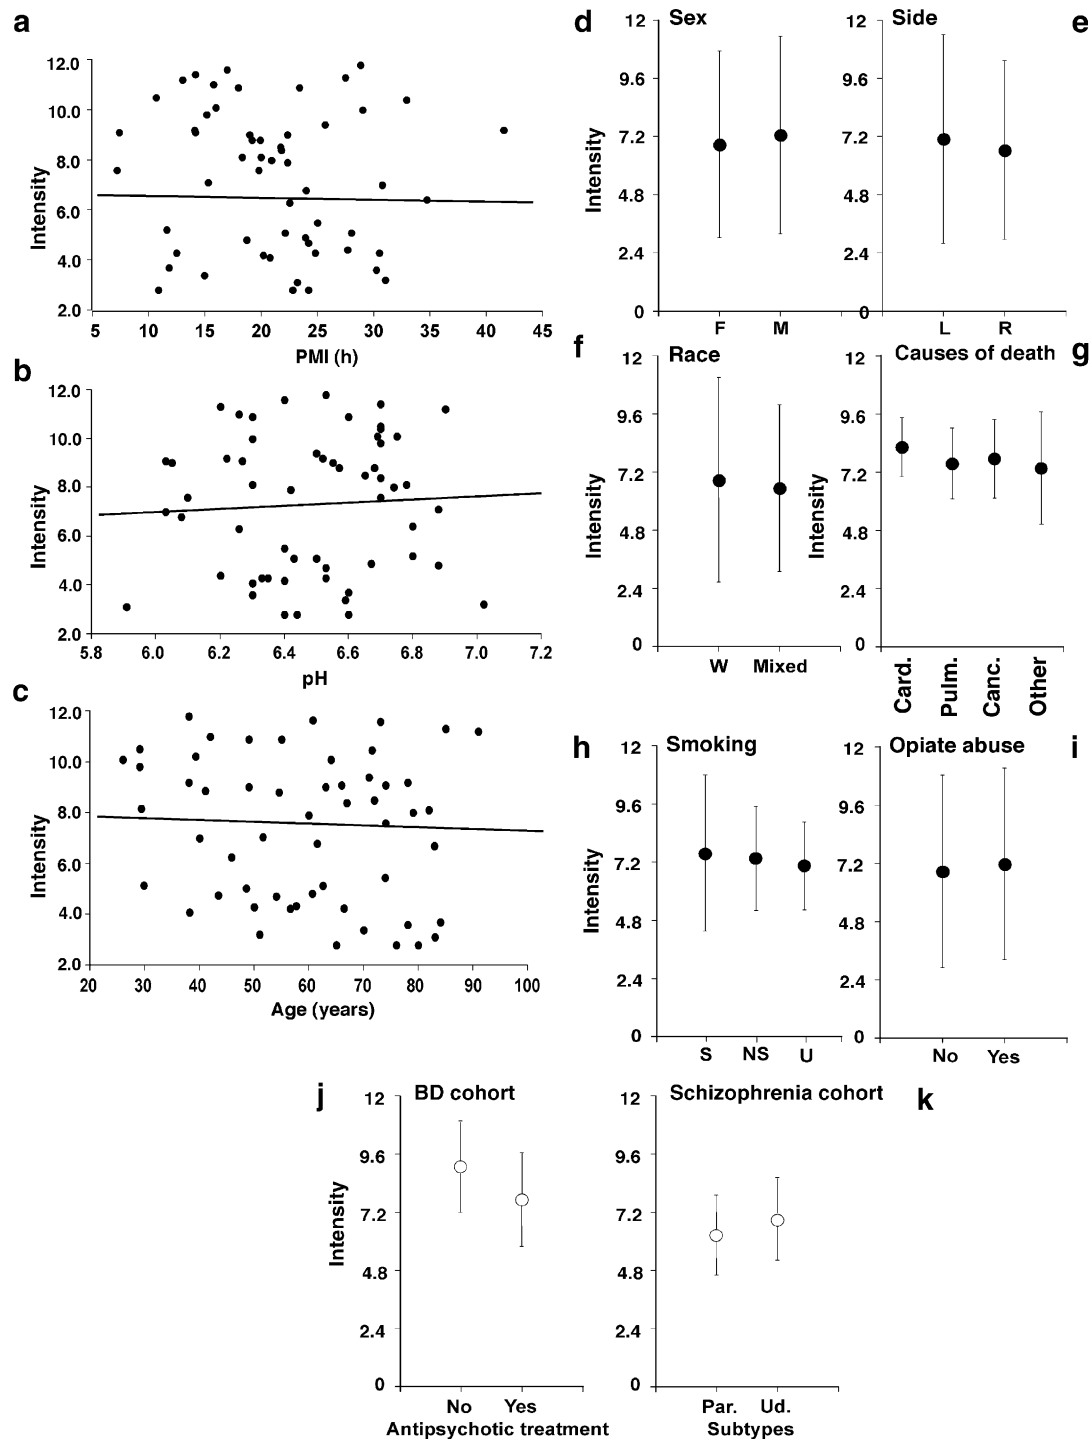 a
12.0
10.0
8.0
6.0
4.0
2.0
Intensity
5 10 15 20 25 30 35 40 45
PMI (h)
b
12.0
10.0
8.0
6.0
4.0
2.0
Intensity
5.8 6.0 6.2 6.4 6.6 6.8 7.0 7.2
pH
c
12.0
10.0
8.0
6.0
4.0
2.0
Intensity
20 30 40 50 60 70 80 90 100
Age (years)
d
Sex
12
9.6
7.2
4.8
2.4
0
Intensity
F M
e
Side
12
9.6
7.2
4.8
2.4
0
L R
f
Race
12
9.6
7.2
4.8
2.4
0
Intensity
W Mixed
g
Causes of death
12
9.6
7.2
4.8
2.4
0
Intensity
Card.
Pulm.
Canc.
Other
h
Smoking
12
9.6
7.2
4.8
2.4
0
Intensity
S NS U
i
Opiate abuse
12
9.6
7.2
4.8
2.4
0
No Yes
j
BD cohort
12
9.6
7.2
4.8
2.4
0
Intensity
No Yes
Antipsychotic treatment
k
Schizophrenia cohort
12
9.6
7.2
4.8
2.4
0
Par. Ud.
Subtypes